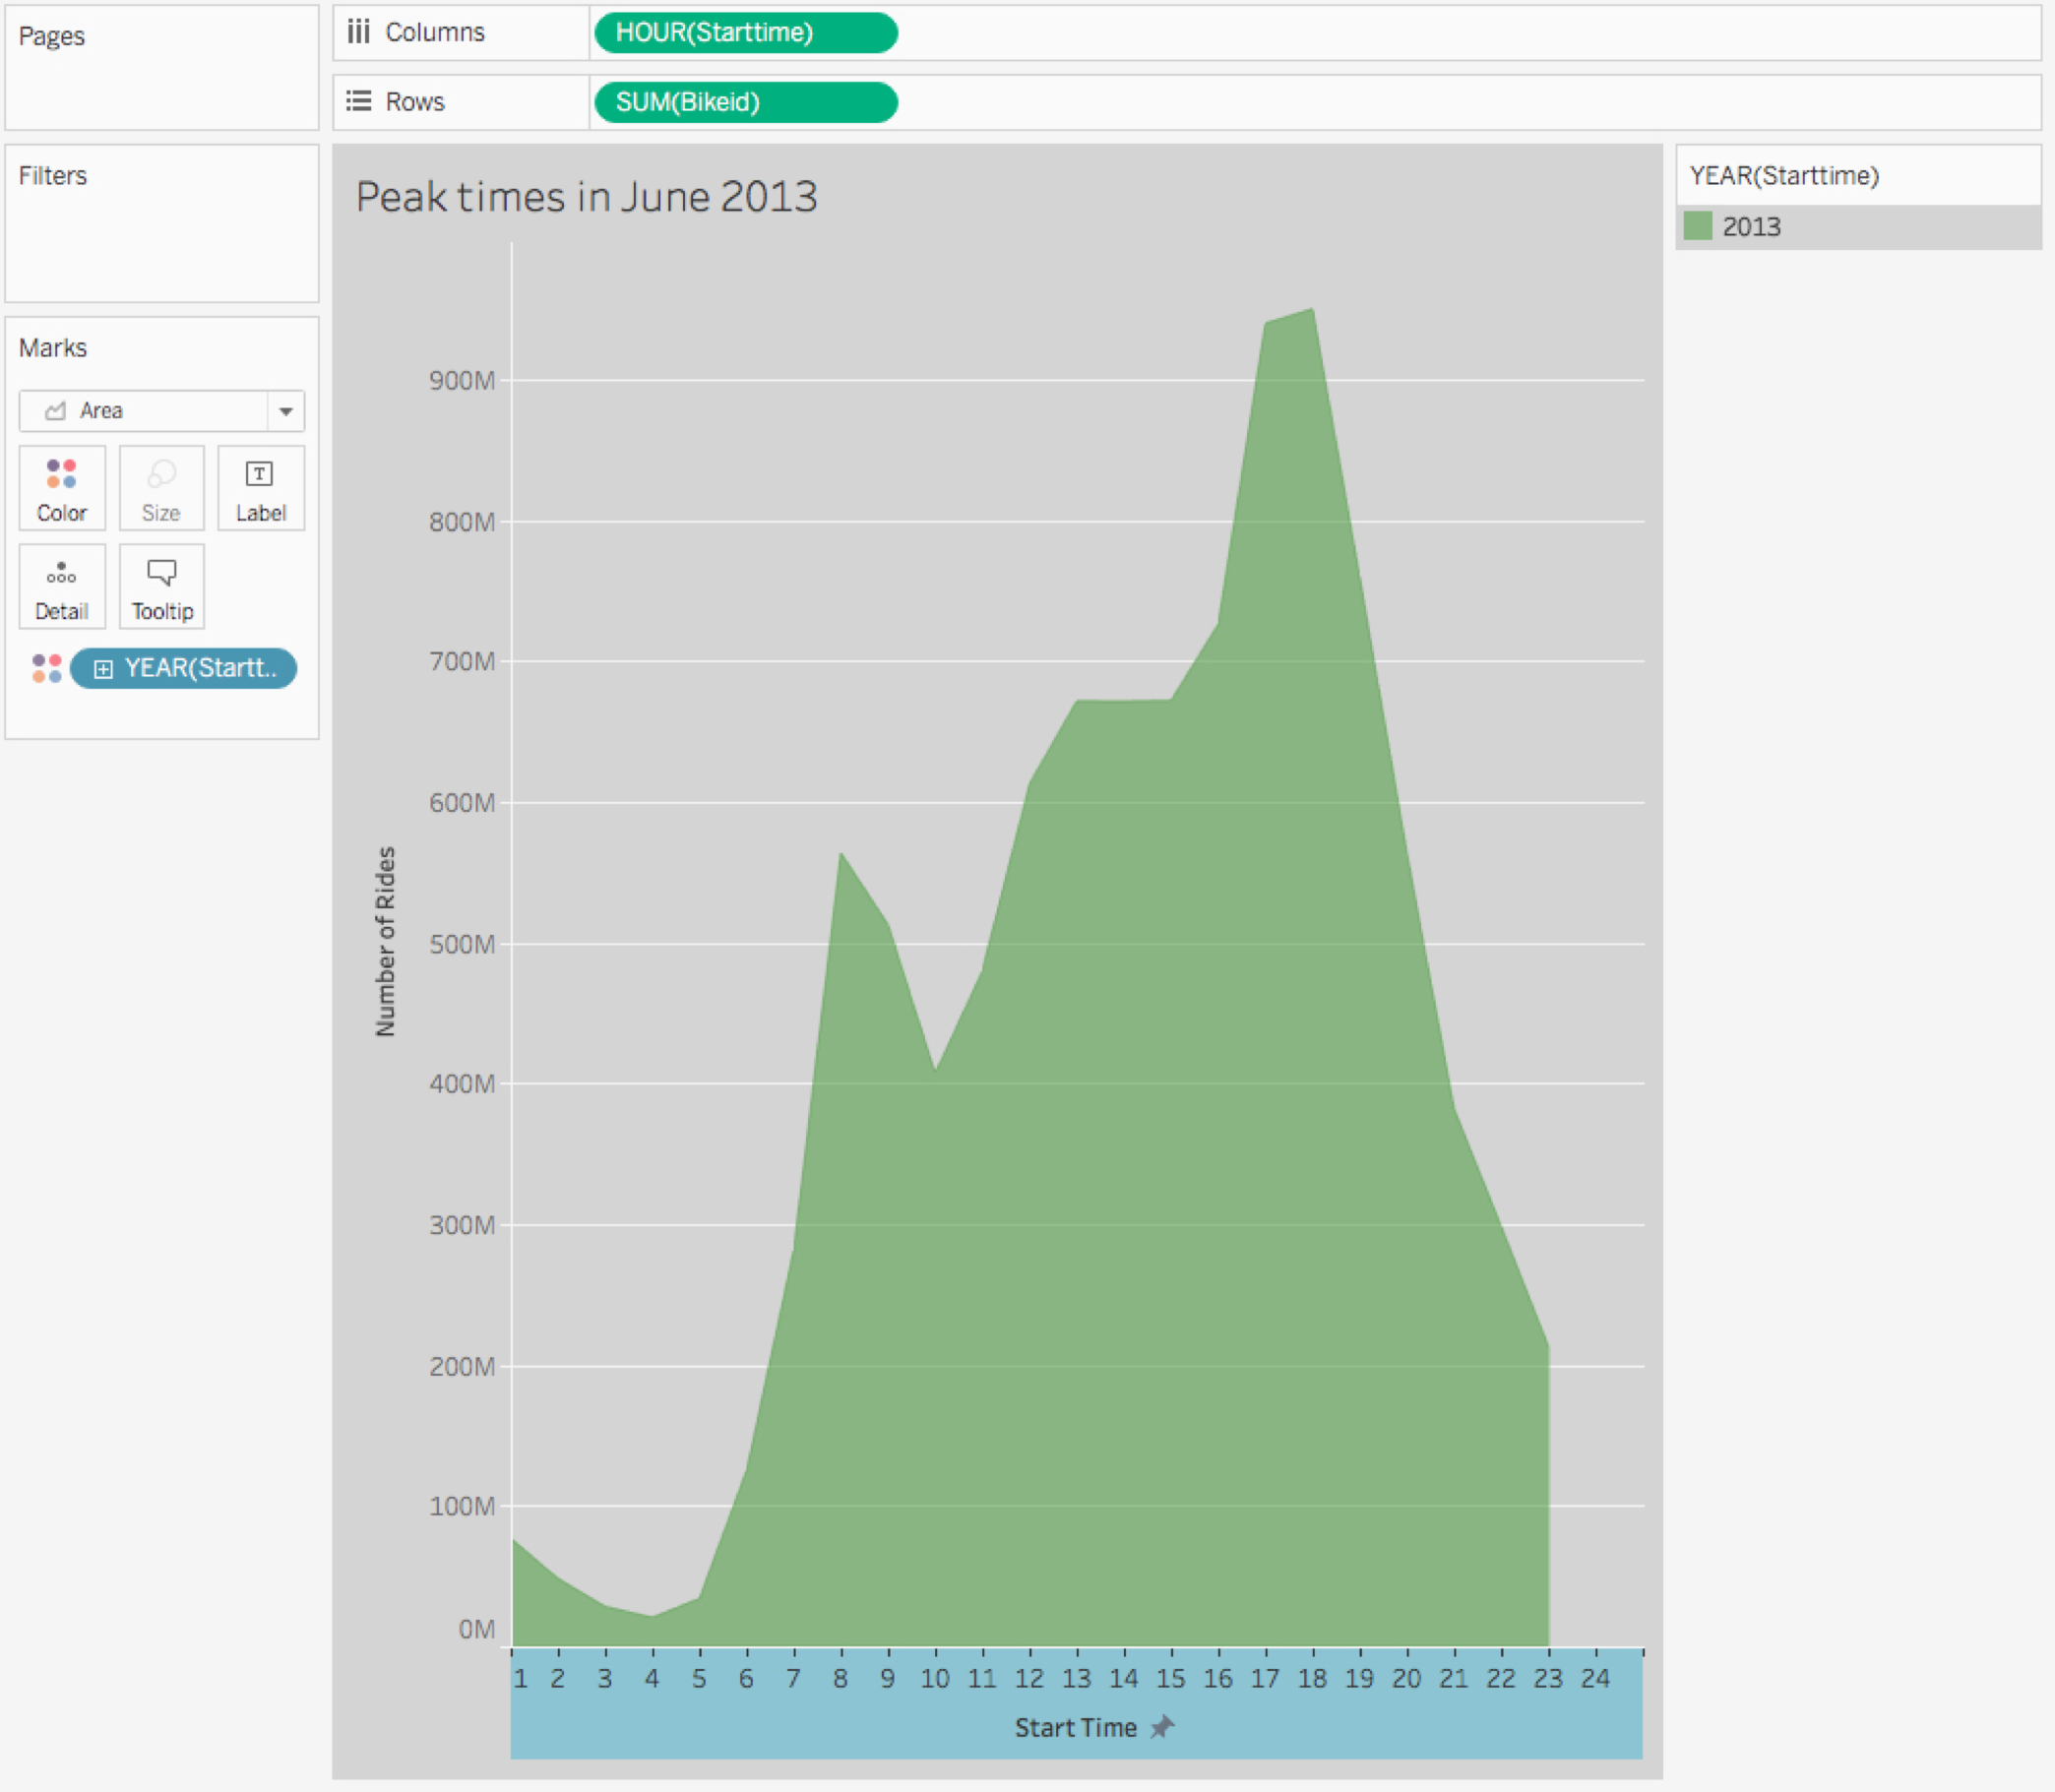 Pages
Columns
HOUR(Starttime)
Rows
SUM(Bikeid)
Filters
Marks
Area
Color
Size
Label
Detail
Tooltip
YEAR(Startt..
Peak times in June 2013
Number of Rides
900M
800M
700M
600M
500M
400M
300M
200M
100M
0M
1 2 3 4 5 6 7 8 9 10 11 12 13 14 15 16 17 18 19 20 21 22 23 24
Start Time
YEAR(Starttime)
2013